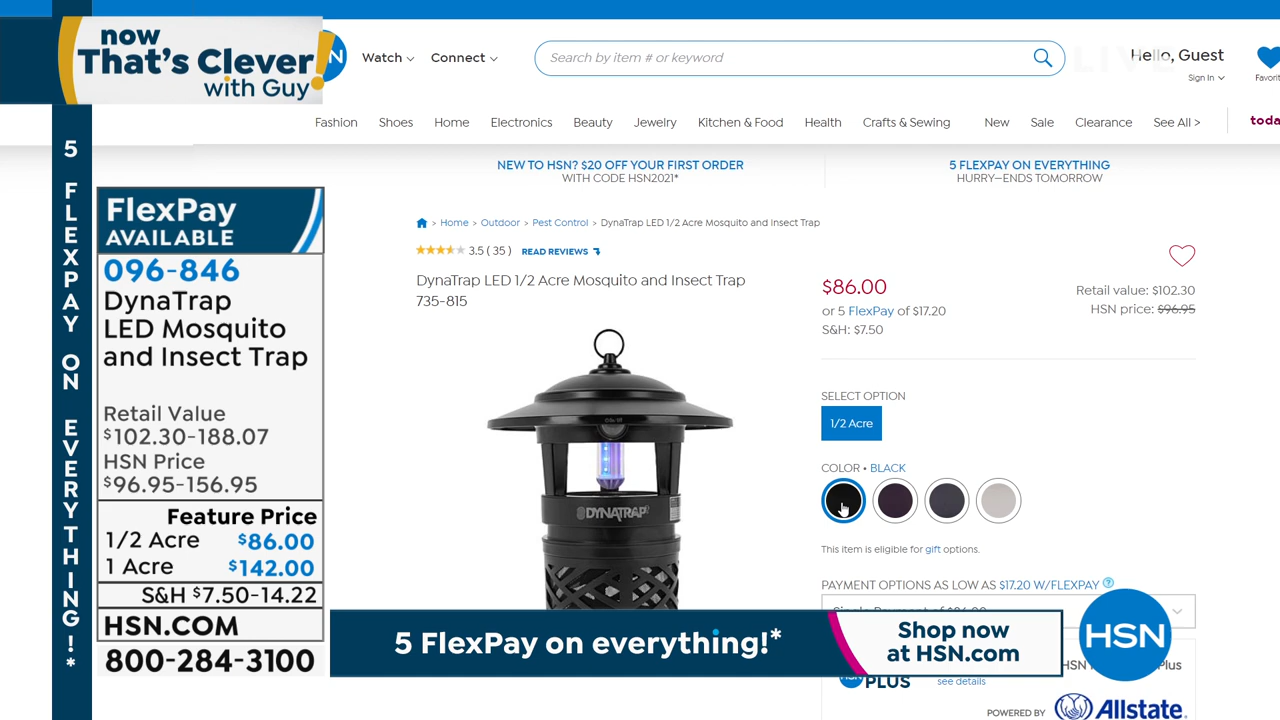 now
That's Clever!
with Guy
N
Watch
Connect
Search by item # or keyword
LIVE
Hello, Guest
Sign In
Fashion
Shoes
Home
Electronics
Beauty
Jewelry
Kitchen & Food
Health
Crafts & Sewing
New
Sale
Clearance
See All >
NEW TO HSN? $20 OFF YOUR FIRST ORDER
WITH CODE HSN2021*
5 FLEXPAY ON EVERYTHING
HURRY—ENDS TOMORROW
5 FLEXPAY ON EVERYTHING!*
FlexPay
AVAILABLE
096-846
DynaTrap
LED Mosquito
and Insect Trap
Retail Value
$102.30-188.07
HSN Price
$96.95-156.95
Feature Price
1/2 Acre $86.00
1 Acre $142.00
S&H $7.50-14.22
HSN.COM
800-284-3100
> Home > Outdoor > Pest Control > DynaTrap LED 1/2 Acre Mosquito and Insect Trap
3.5 ( 35 ) READ REVIEWS
DynaTrap LED 1/2 Acre Mosquito and Insect Trap
735-815
DYNATRAP
$86.00
or 5 FlexPay of $17.20
S&H: $7.50
Retail value: $102.30
HSN price: $96.95
SELECT OPTION
1/2 Acre
COLOR • BLACK
This item is eligible for gift options.
PAYMENT OPTIONS AS LOW AS $17.20 W/FLEXPAY ?
5 FlexPay on everything!*
Shop now
at HSN.com
HSN
PLUS
see details
POWERED BY Allstate